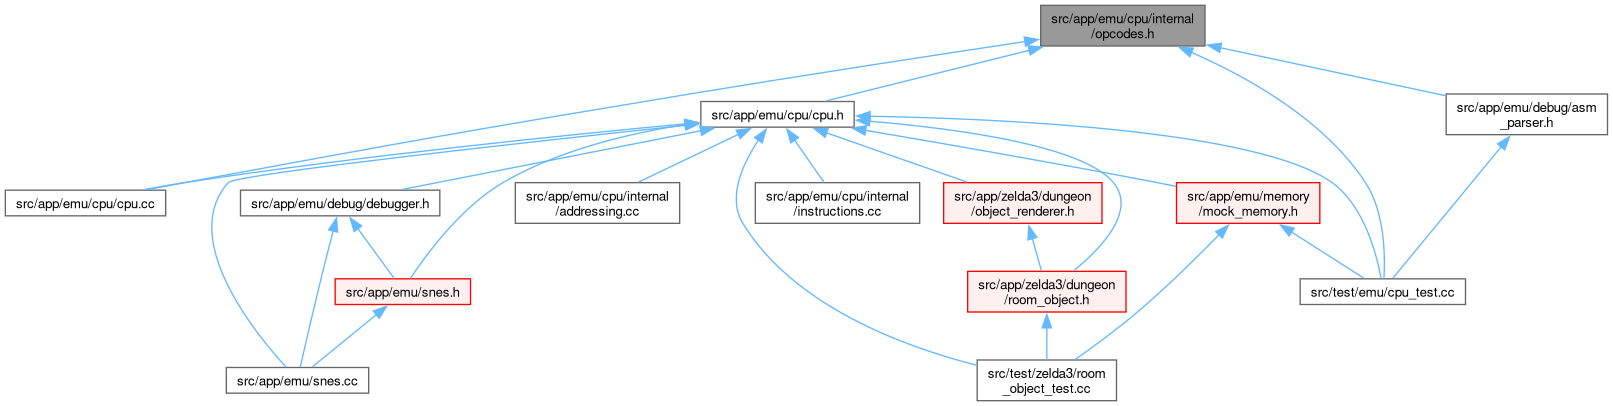 src/app/emu/cpu/internal
/opcodes.h
src/app/emu/cpu/cpu.h
src/app/emu/debug/asm
_parser.h
src/app/emu/cpu/cpu.cc
src/app/emu/debug/debugger.h
src/app/emu/cpu/internal
/addressing.cc
src/app/emu/cpu/internal
/instructions.cc
src/app/zelda3/dungeon
/object_renderer.h
src/app/emu/memory
/mock_memory.h
src/app/emu/snes.h
src/app/zelda3/dungeon
/room_object.h
src/test/emu/cpu_test.cc
src/app/emu/snes.cc
src/test/zelda3/room
_object_test.cc